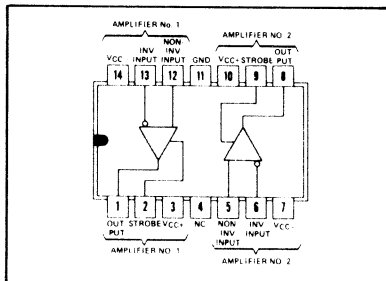 AMPLIFIER No. 1
AMPLIFIER NO. 2
VCC-
INV
INPUT
NON
INV
INPUT
GND
VCC+
STROBE
OUT
PUT
14 13 12 11 10 9 8
1 2 3 4 5 6 7
OUT
PUT
STROBE
VCC+
NC
NON
INV
INPUT
INV
INPUT
VCC-
AMPLIFIER NO. 1
AMPLIFIER NO. 2